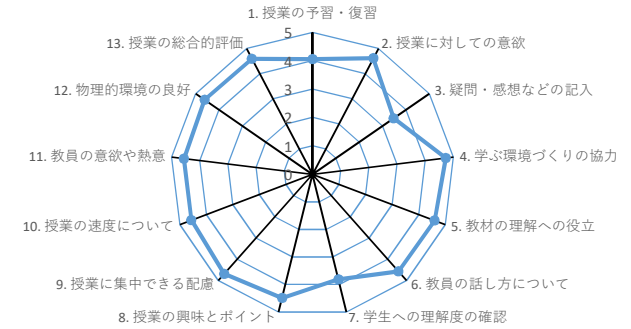 1. 授業の予習・復習
2. 授業に対しての意欲
3. 疑問・感想などの記入
4. 学ぶ環境づくりの協力
5. 教材の理解への役立
6. 教員の話し方について
7. 学生への理解度の確認
8. 授業の興味とポイント
9. 授業に集中できる配慮
10. 授業の速度について
11. 教員の意欲や熱意
12. 物理的環境の良好
13. 授業の総合的評価
5
4
3
2
1
0